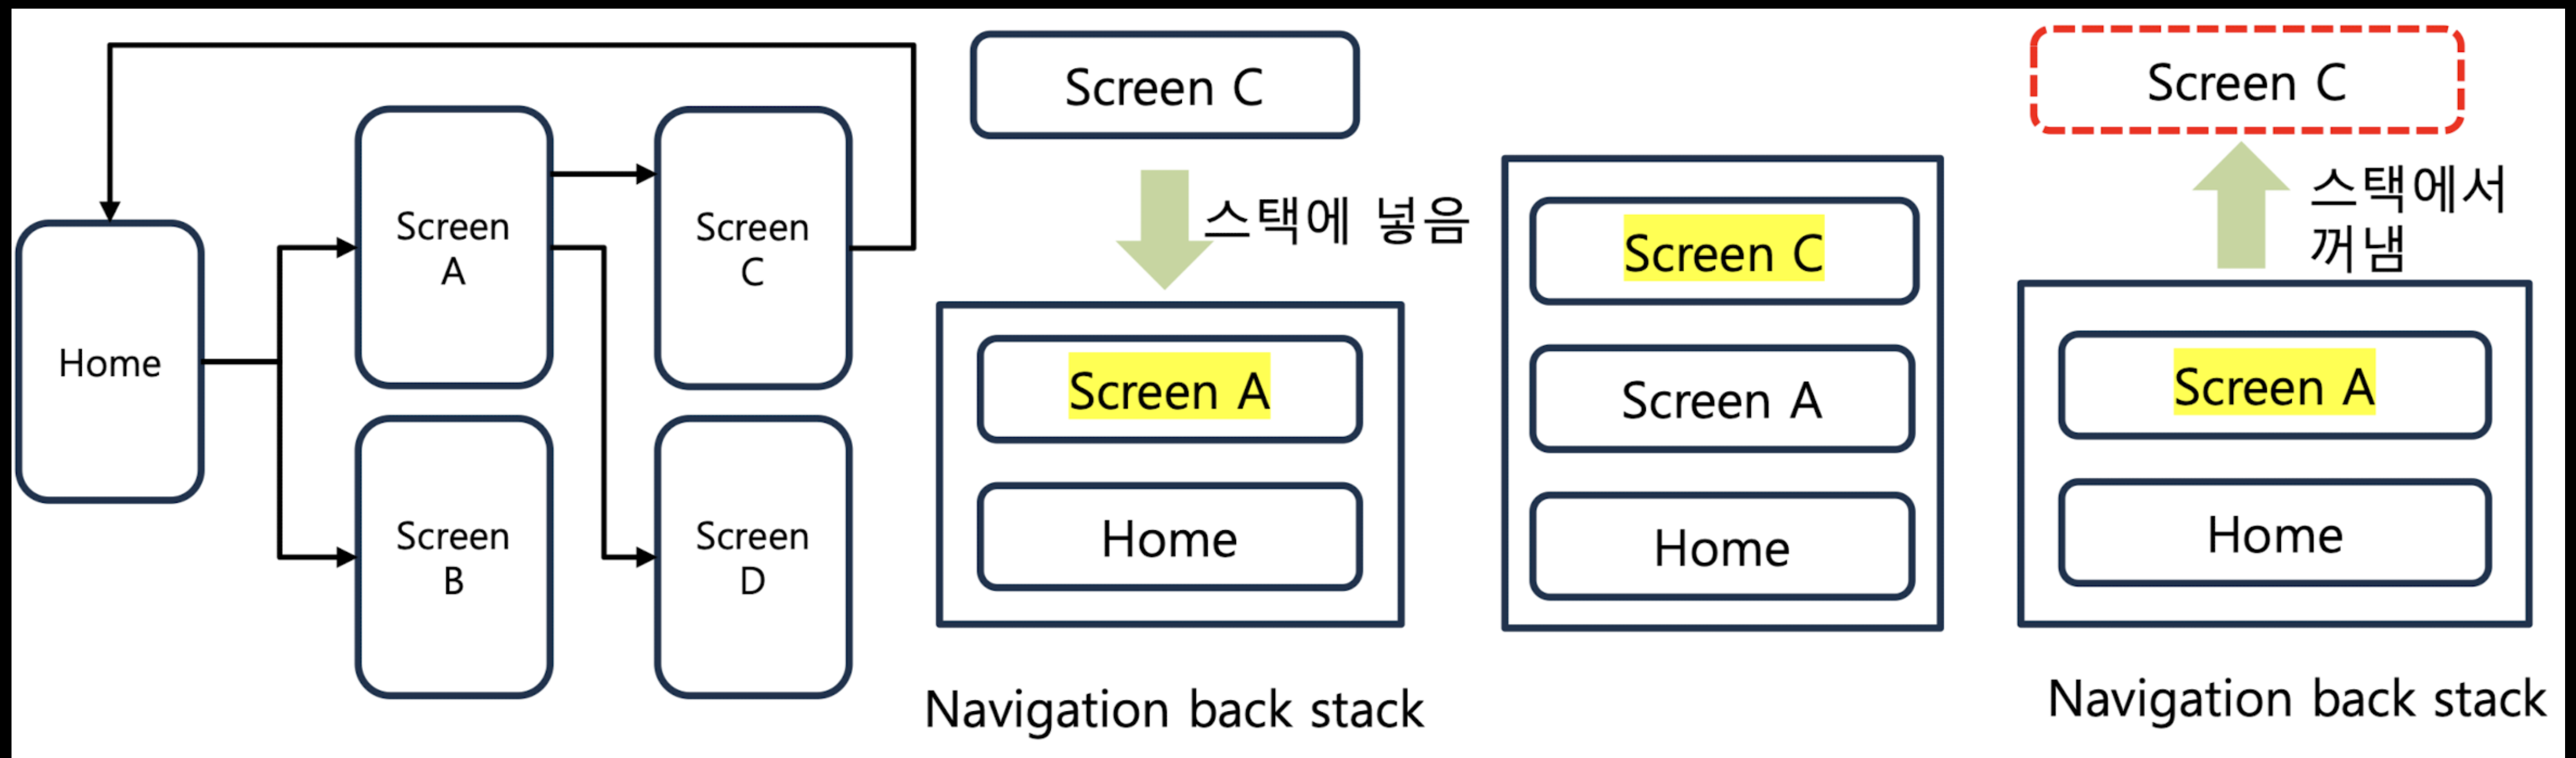 Home
Screen
A
Screen
B
Screen
C
Screen
D
Screen C
스택에 넣음
Screen A
Home
Navigation back stack
Screen C
Screen A
Home
Screen C
스택에서
꺼냄
Screen A
Home
Navigation back stack